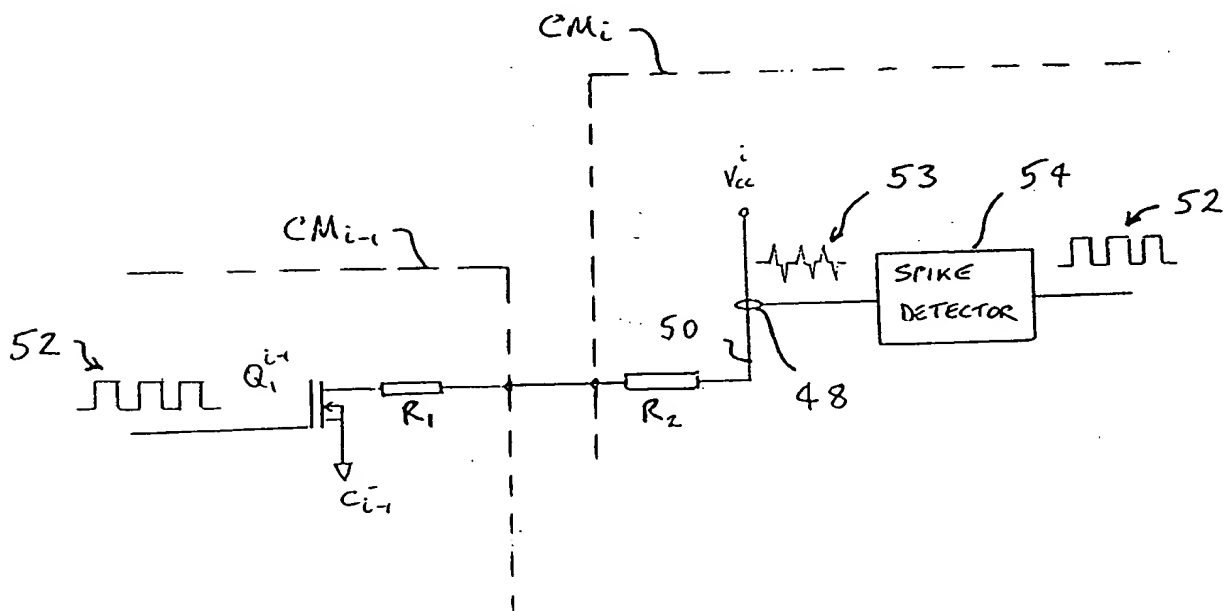 CMi
Vcc i
53
54
52
CMi-1
SPIKE
DETECTOR
50
52
Q1 i-1
R1
R2
48
Ci-1 -